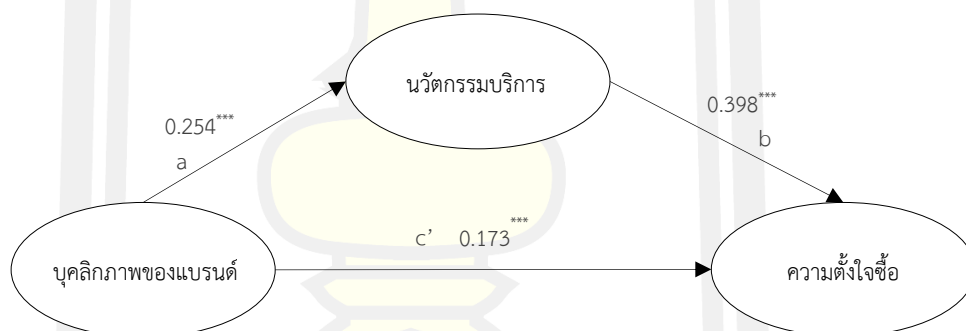 นวัตกรรมบริการ
0.254***
a
0.398***
b
c’ 0.173***
บุคลิกภาพของแบรนด์
ความตั้งใจซื้อ